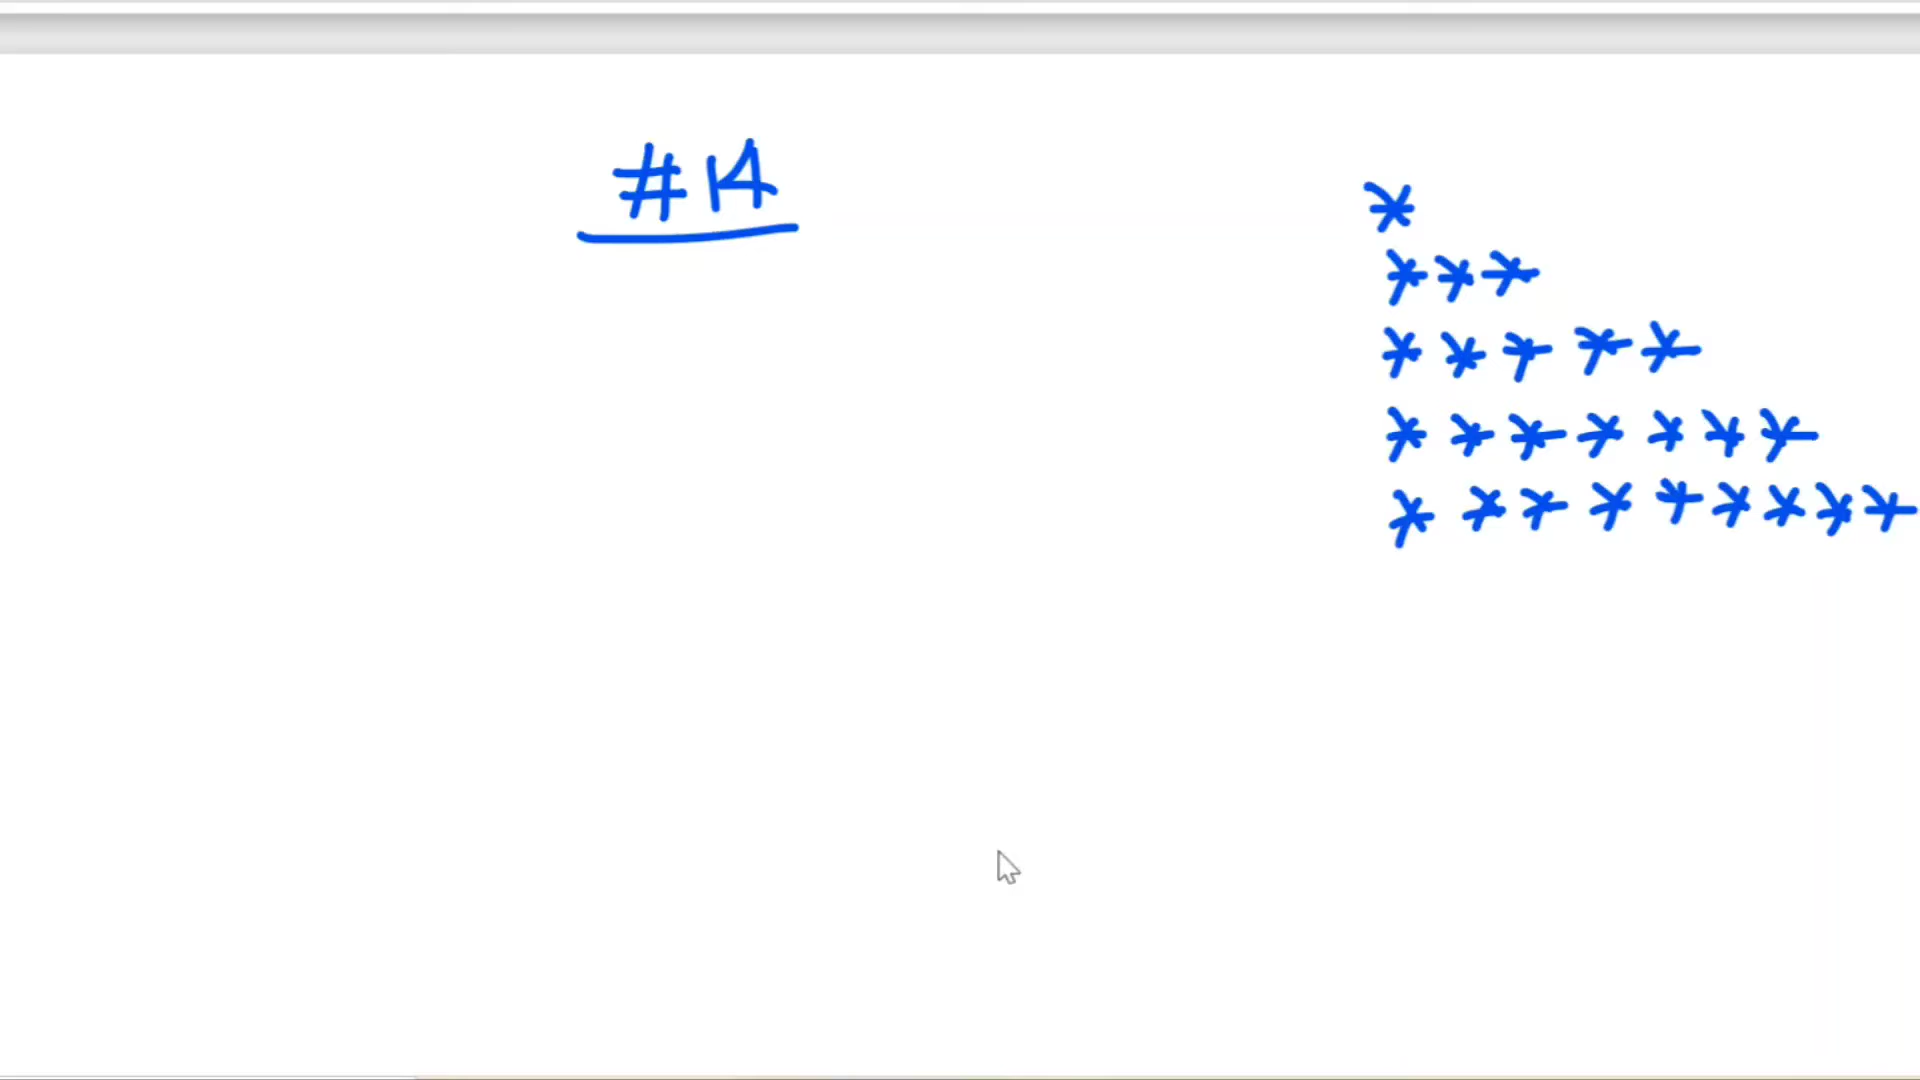 #14
*
***
* * * * *
* * * * * * *
* * * * * * * * *